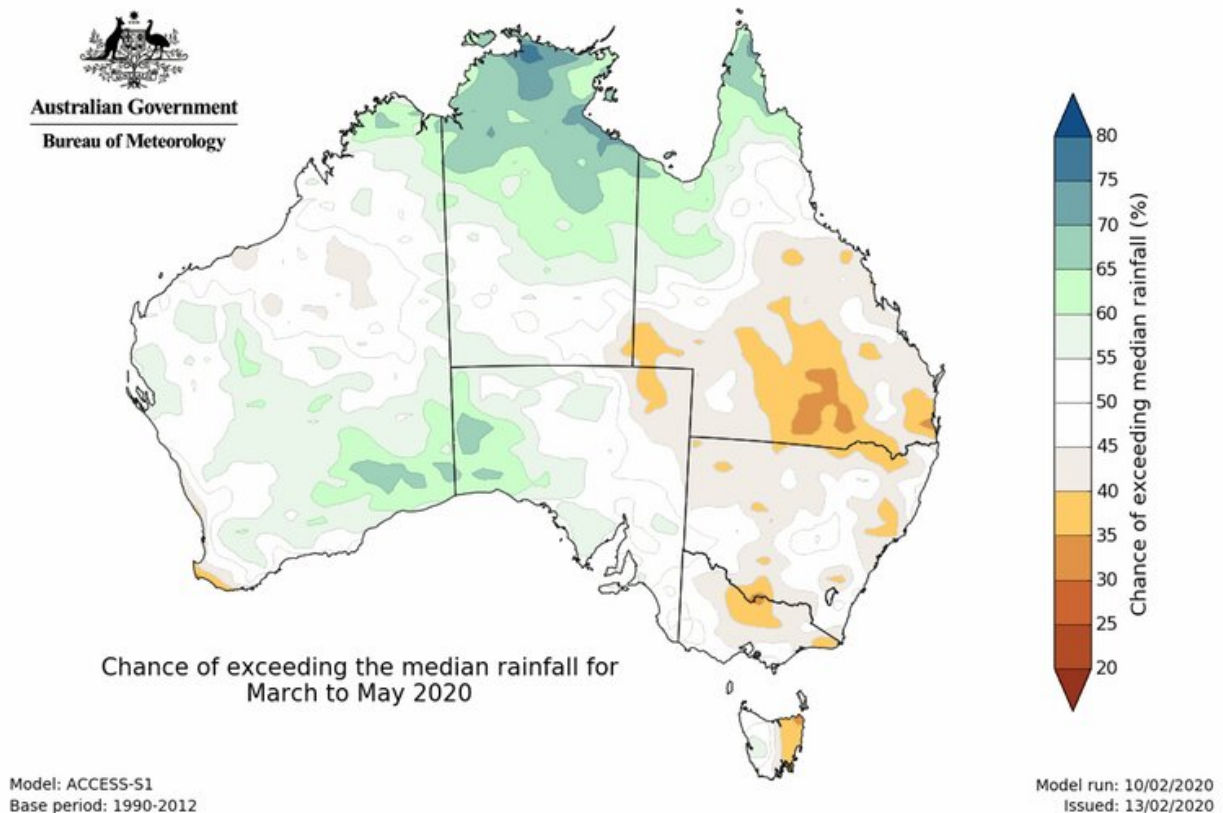 Australian Government
Bureau of Meteorology
80
75
70
65
60
55
50
45
40
35
30
25
20
Chance of exceeding median rainfall (%)
Chance of exceeding the median rainfall for
March to May 2020
Model: ACCESS-S1
Base period: 1990-2012
Model run: 10/02/2020
Issued: 13/02/2020